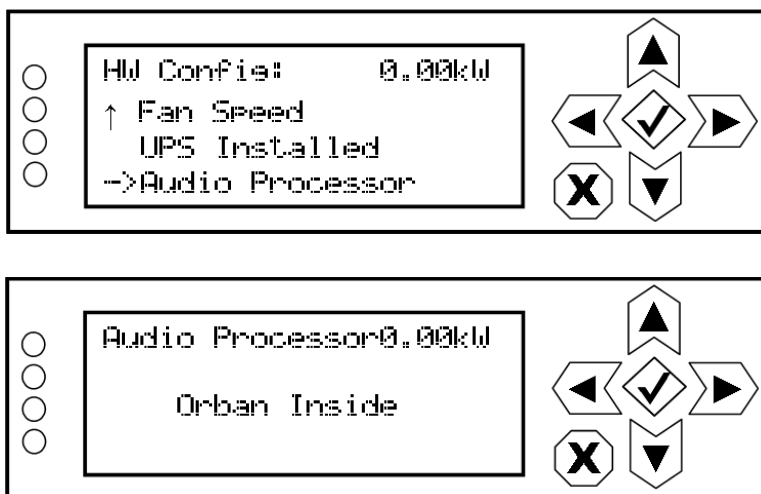 HW Config: 0.00kW
↑ Fan Speed
UPS Installed
->Audio Processor
X
Audio Processor0.00kW
Orban Inside
X